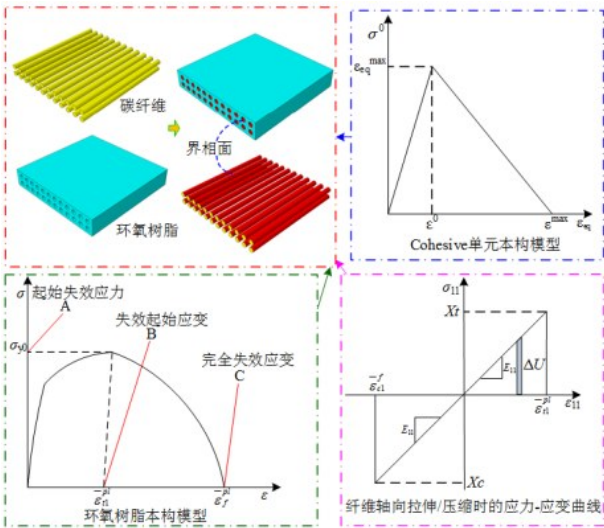 碳纤维
界相面
环氧树脂
σ⁰
ε_eq^max
ε⁰
ε^max
ε_eq
Cohesive单元本构模型
σ 起始失效应力
A
失效起始应变
B
完全失效应变
C
σ_y0
ε̄_t1^pl
ε̄_f^pl
ε
环氧树脂本构模型
σ₁₁
Xt
E₁₁
ΔU
ε̄_c1^f
ε̄_t1^pl
ε₁₁
E₁₁
Xc
纤维轴向拉伸/压缩时的应力-应变曲线